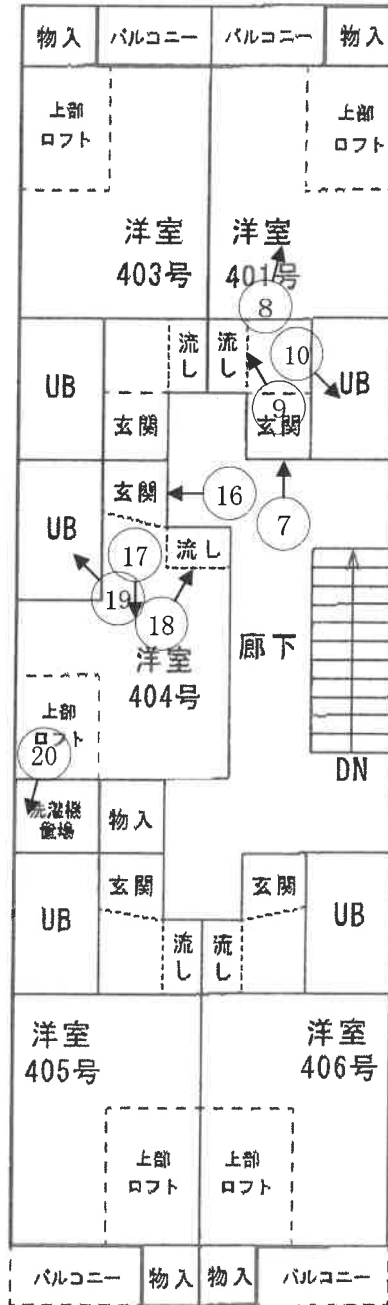 物入
バルコニー
バルコニー
物入
上部
ロフト
上部
ロフト
洋室
403号
洋室
401号
8
UB
流し
流し
10
UB
9
玄関
玄関
玄関
16
7
UB
17
流し
19
18
洋室
404号
廊下
上部
ロフト
20
DN
洗濯機
置場
物入
UB
玄関
玄関
UB
流し
流し
洋室
405号
洋室
406号
上部
ロフト
上部
ロフト
バルコニー
物入
物入
バルコニー